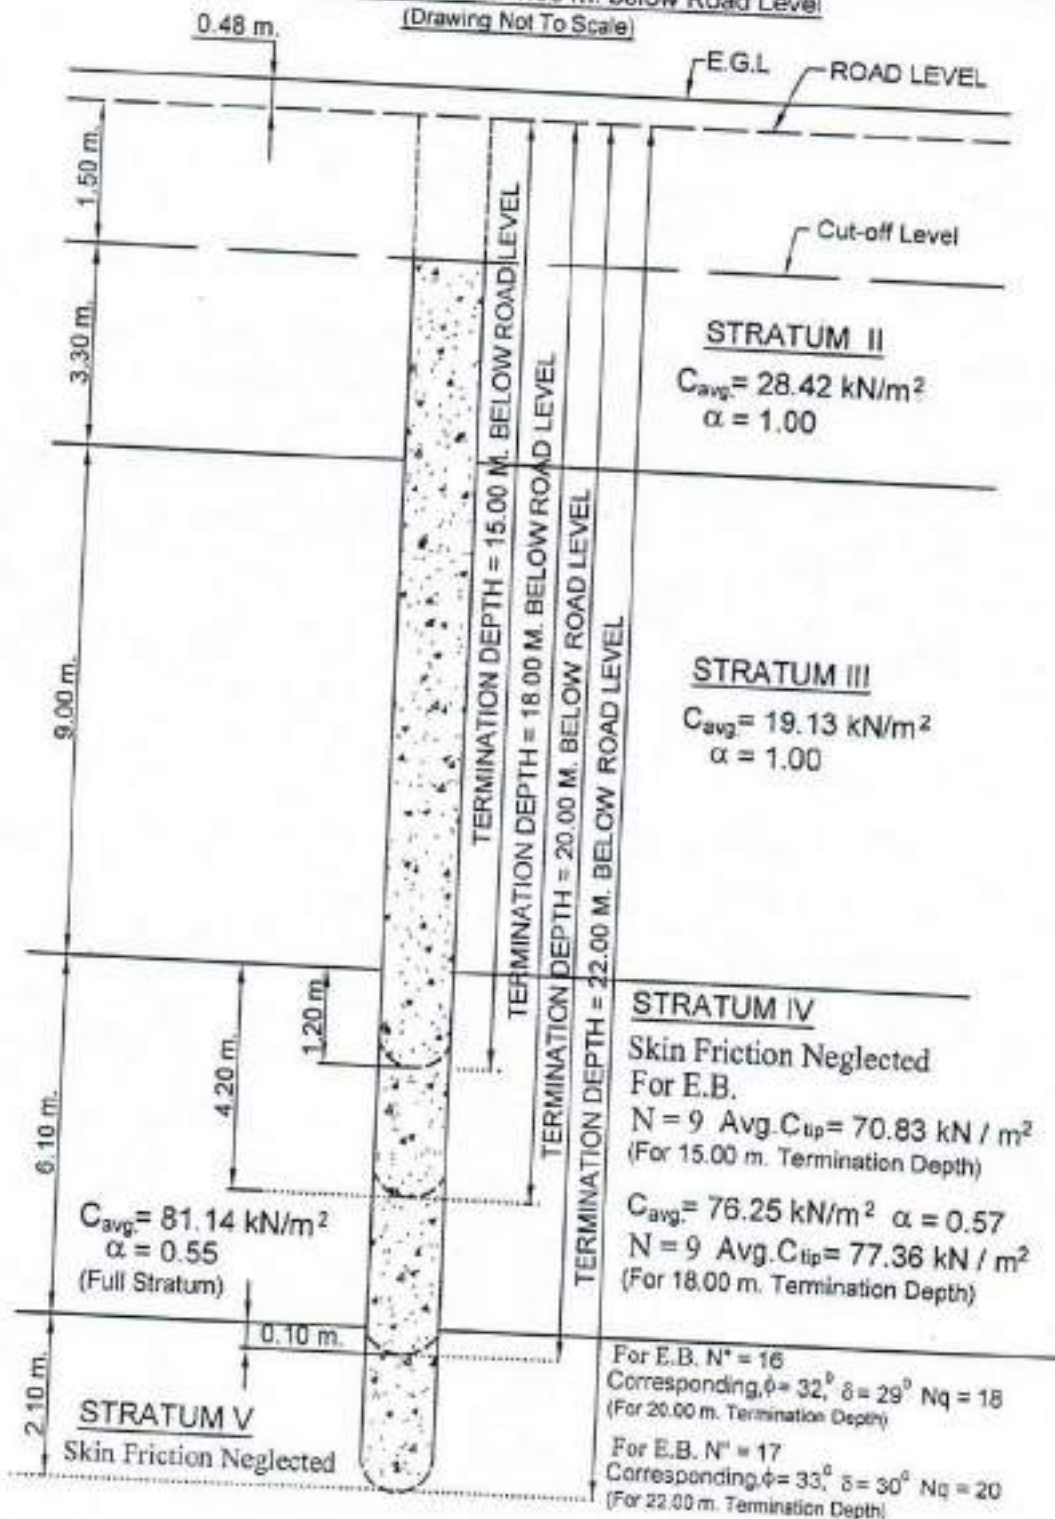 below Road Level
(Drawing Not To Scale)
0.48 m.
E.G.L
ROAD LEVEL
1.50 m.
Cut-off Level
3.30 m.
STRATUM II
Cavg.= 28.42 kN/m²
α = 1.00
9.00 m.
TERMINATION DEPTH = 15.00 M. BELOW ROAD LEVEL
TERMINATION DEPTH = 18.00 M. BELOW ROAD LEVEL
TERMINATION DEPTH = 20.00 M. BELOW ROAD LEVEL
TERMINATION DEPTH = 22.00 M. BELOW ROAD LEVEL
STRATUM III
Cavg.= 19.13 kN/m²
α = 1.00
1.20 m
4.20 m.
6.10 m.
STRATUM IV
Skin Friction Neglected
For E.B.
N = 9 Avg.Ctip= 70.83 kN / m²
(For 15.00 m. Termination Depth)
Cavg.= 76.25 kN/m² α = 0.57
N = 9 Avg.Ctip= 77.36 kN / m²
(For 18.00 m. Termination Depth)
Cavg.= 81.14 kN/m²
α = 0.55
(Full Stratum)
0.10 m.
2.10 m.
STRATUM V
Skin Friction Neglected
For E.B. N" = 16
Corresponding,ϕ= 32,⁰ δ= 29⁰ Nq = 18
(For 20.00 m. Termination Depth)
For E.B. N" = 17
Corresponding,ϕ= 33,⁰ δ= 30⁰ Nq = 20
(For 22.00 m. Termination Depth)